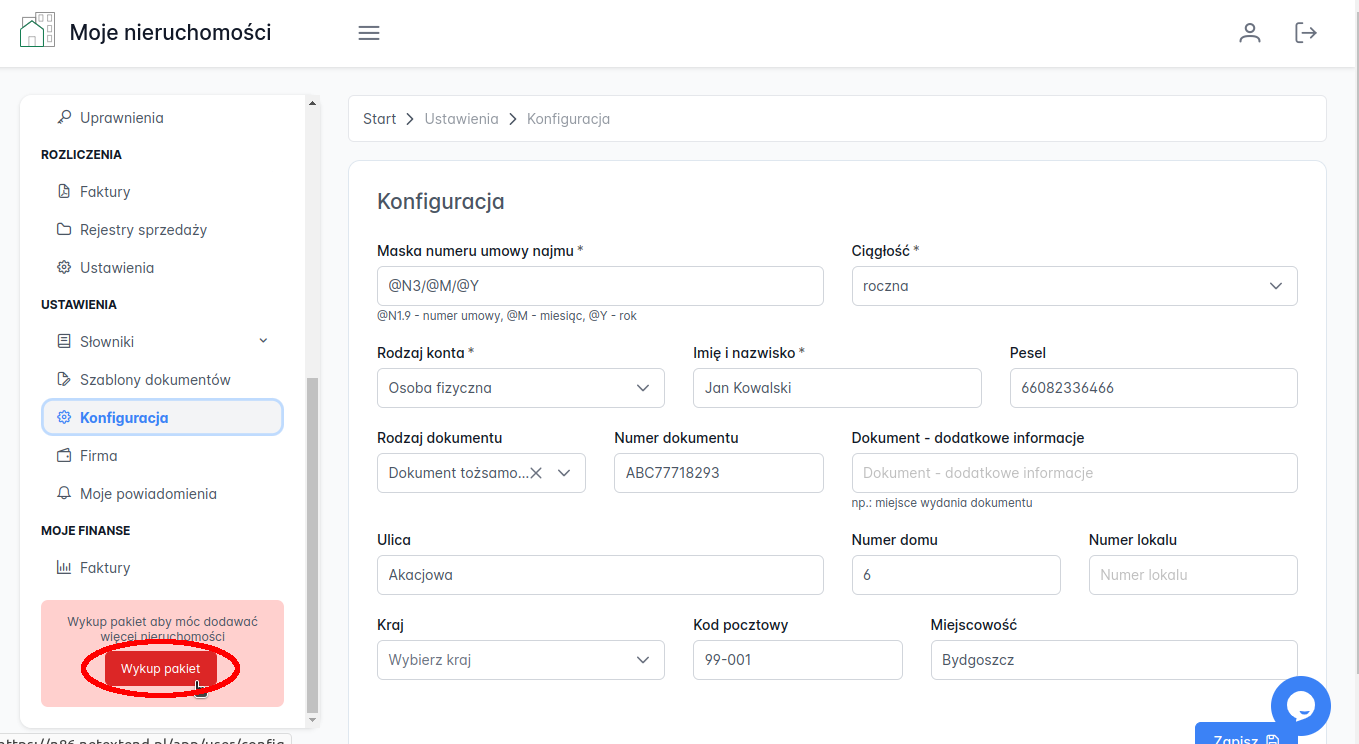 Moje nieruchomości
Uprawnienia
ROZLICZENIA
Faktury
Rejestry sprzedaży
Ustawienia
USTAWIENIA
Słowniki
Szablony dokumentów
Konfiguracja
Firma
Moje powiadomienia
MOJE FINANSE
Faktury
Wykup pakiet aby móc dodawać
więcej nieruchomości
Wykup pakiet
Start Ustawienia Konfiguracja
Konfiguracja
Maska numeru umowy najmu * Ciągłość *
@N3/@M/@Y roczna
@N1.9 - numer umowy, @M - miesiąc, @Y - rok
Rodzaj konta * Imię i nazwisko * Pesel
Osoba fizyczna Jan Kowalski 66082336466
Rodzaj dokumentu Numer dokumentu Dokument - dodatkowe informacje
Dokument tożsamo... ABC77718293 Dokument - dodatkowe informacje
np.: miejsce wydania dokumentu
Ulica Numer domu Numer lokalu
Akacjowa 6 Numer lokalu
Kraj Kod pocztowy Miejscowość
Wybierz kraj 99-001 Bydgoszcz
Zapisz